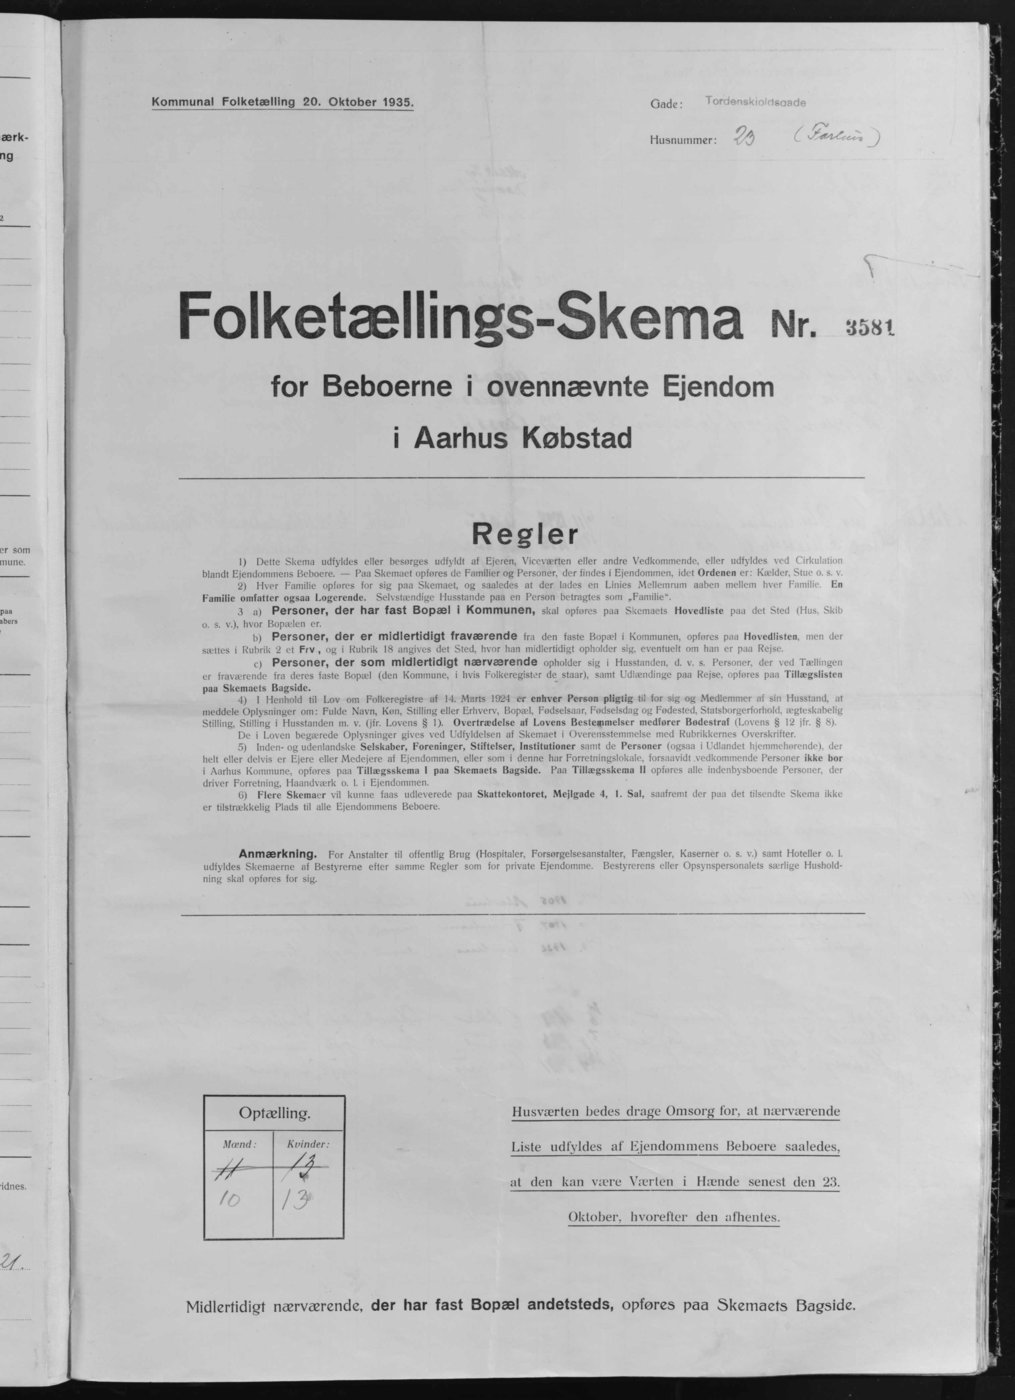 Kommunal Folketælling 20. Oktober 1935.
Gade: Tordenskioldsgade
Husnummer: 23 (Forhus)
Folketællings-Skema Nr. 3581
for Beboerne i ovennævnte Ejendom
i Aarhus Købstad
Regler
1) Dette Skema udfyldes eller besørges udfyldt af Ejeren, Viceværten eller andre Vedkommende, eller udfyldes ved Cirkulation
blandt Ejendommens Beboere. — Paa Skemaet opføres de Familier og Personer, der findes i Ejendommen, idet Ordenen er: Kælder, Stue o. s. v.
2) Hver Familie opføres for sig paa Skemaet, og saaledes at der lades en Linies Mellemrum aaben mellem hver Familie. En
Familie omfatter ogsaa Logerende. Selvstændige Husstande paa en Person betragtes som „Familie“.
3 a) Personer, der har fast Bopæl i Kommunen, skal opføres paa Skemaets Hovedliste paa det Sted (Hus, Skib
o. s. v.), hvor Bopælen er.
b) Personer, der er midlertidigt fraværende fra den faste Bopæl i Kommunen, opføres paa Hovedlisten, men der
sættes i Rubrik 2 et Frv., og i Rubrik 18 angives det Sted, hvor han midlertidigt opholder sig, eventuelt om han er paa Rejse.
c) Personer, der som midlertidigt nærværende opholder sig i Husstanden, d. v. s. Personer, der ved Tællingen
er fraværende fra deres faste Bopæl (den Kommune, i hvis Folkeregister de staar), samt Udlændinge paa Rejse, opføres paa Tillægslisten
paa Skemaets Bagside.
4) I Henhold til Lov om Folkeregistre af 14. Marts 1924 er enhver Person pligtig til for sig og Medlemmer af sin Husstand, at
meddele Oplysninger om: Fulde Navn, Køn, Stilling eller Erhverv, Bopæl, Fødselsaar, Fødselsdag og Fødested, Statsborgerforhold, ægteskabelig
Stilling, Stilling i Husstanden m. v. (jfr. Lovens § 1). Overtrædelse af Lovens Bestemmelser medfører Bødestraf (Lovens § 12 jfr. § 8).
De i Loven begærede Oplysninger gives ved Udfyldelsen af Skemaet i Overensstemmelse med Rubrikkernes Overskrifter.
5) Inden- og udenlandske Selskaber, Foreninger, Stiftelser, Institutioner samt de Personer (ogsaa i Udlandet hjemmehørende), der
helt eller delvis er Ejere eller Medejere af Ejendommen, eller som i denne har Forretningslokale, forsaavidt vedkommende Personer ikke bor
i Aarhus Kommune, opføres paa Tillægsskema I paa Skemaets Bagside. Paa Tillægsskema II opføres alle indenbysboende Personer, der
driver Forretning, Haandværk o. l. i Ejendommen.
6) Flere Skemaer vil kunne faas udleverede paa Skattekontoret, Mejlgade 4, 1. Sal, saafremt der paa det tilsendte Skema ikke
er tilstrækkelig Plads til alle Ejendommens Beboere.
Anmærkning. For Anstalter til offentlig Brug (Hospitaler, Forsørgelsesanstalter, Fængsler, Kaserner o. s. v.) samt Hoteller o. l.
udfyldes Skemaerne af Bestyrerne efter samme Regler som for private Ejendomme. Bestyrerens eller Opsynspersonalets særlige Hushold-
ning skal opføres for sig.
Optælling.
Mænd: Kvinder:
11 13
10 13
Husværten bedes drage Omsorg for, at nærværende
Liste udfyldes af Ejendommens Beboere saaledes,
at den kan være Værten i Hænde senest den 23.
Oktober, hvorefter den afhentes.
Midlertidigt nærværende, der har fast Bopæl andetsteds, opføres paa Skemaets Bagside.
ærk-
ng
2
er som
mune.
paa
abers
idnes.
21.